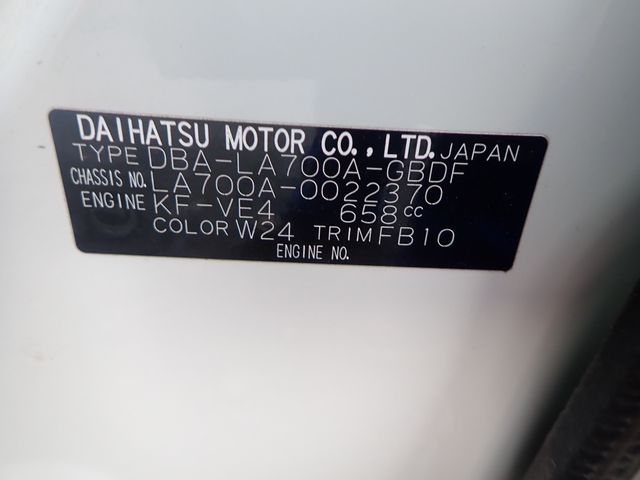 DAIHATSU MOTOR CO.,LTD. JAPAN
TYPE DBA-LA700A-GBDF
CHASSIS NO. LA700A-0022370
ENGINE KF-VE4 658cc
COLOR W24 TRIM FB10
ENGINE NO.